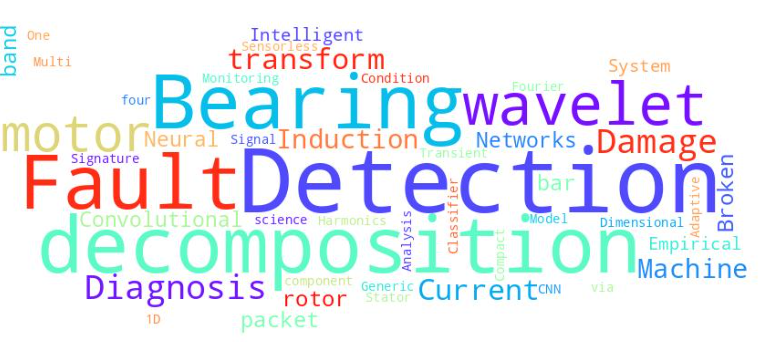 band
One
Multi
Intelligent
Sensorless
transform
System
Monitoring
Condition
Fourier
four
Bearing
wavelet
motor
Neural
Signal
Induction
Networks
Damage
Signature
Transient
Fault
Detection
bar
Broken
Adaptive
Classifier
Convolutional
science
Harmonics
Analysis
Model
Dimensional
decomposition
Compact
Empirical
Machine
Diagnosis
component
Generic
Current
CNN
via
rotor
Stator
1D
packet